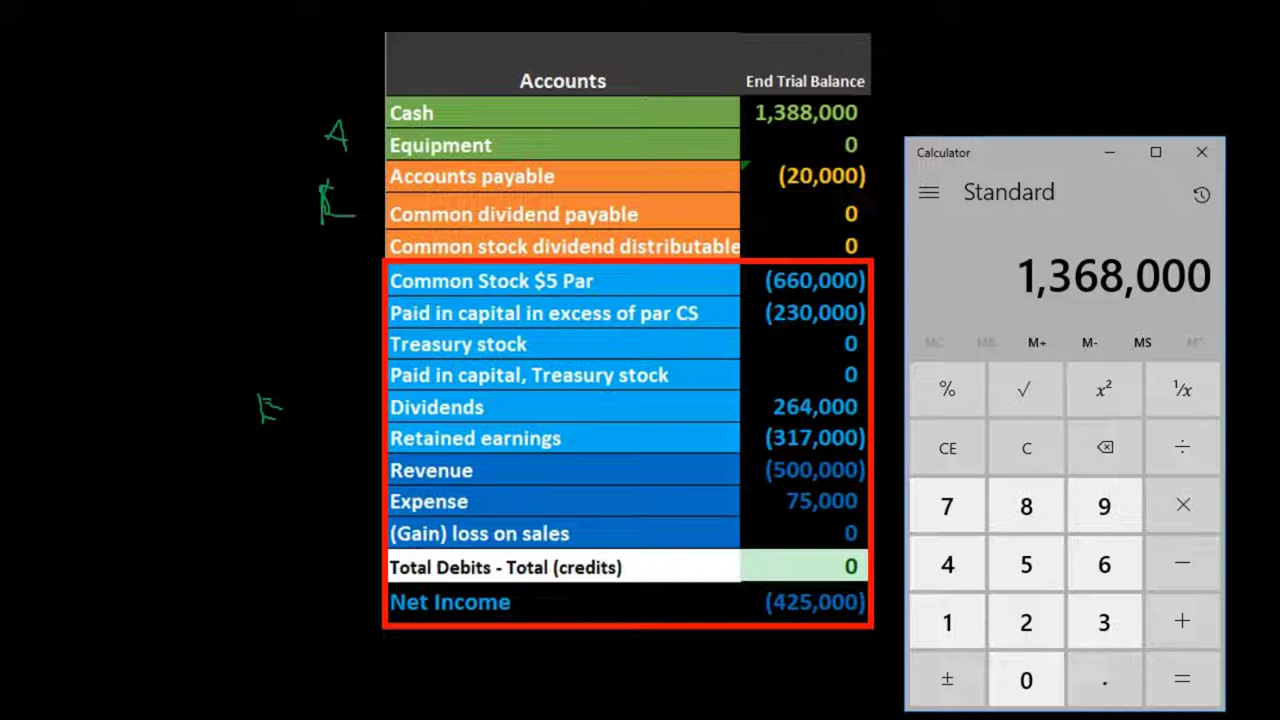 Accounts End Trial Balance
Cash 1,388,000
Equipment 0
Accounts payable (20,000)
Common dividend payable 0
Common stock dividend distributable 0
Common Stock $5 Par (660,000)
Paid in capital in excess of par CS (230,000)
Treasury stock 0
Paid in capital, Treasury stock 0
Dividends 264,000
Retained earnings (317,000)
Revenue (500,000)
Expense 75,000
(Gain) loss on sales 0
Total Debits - Total (credits) 0
Net Income (425,000)
A
L
E
Calculator
Standard
1,368,000
MC MR M+ M- MS M˅
% √ x² ¹/x
CE C ÷
7 8 9 ×
4 5 6 −
1 2 3 +
± 0 . =